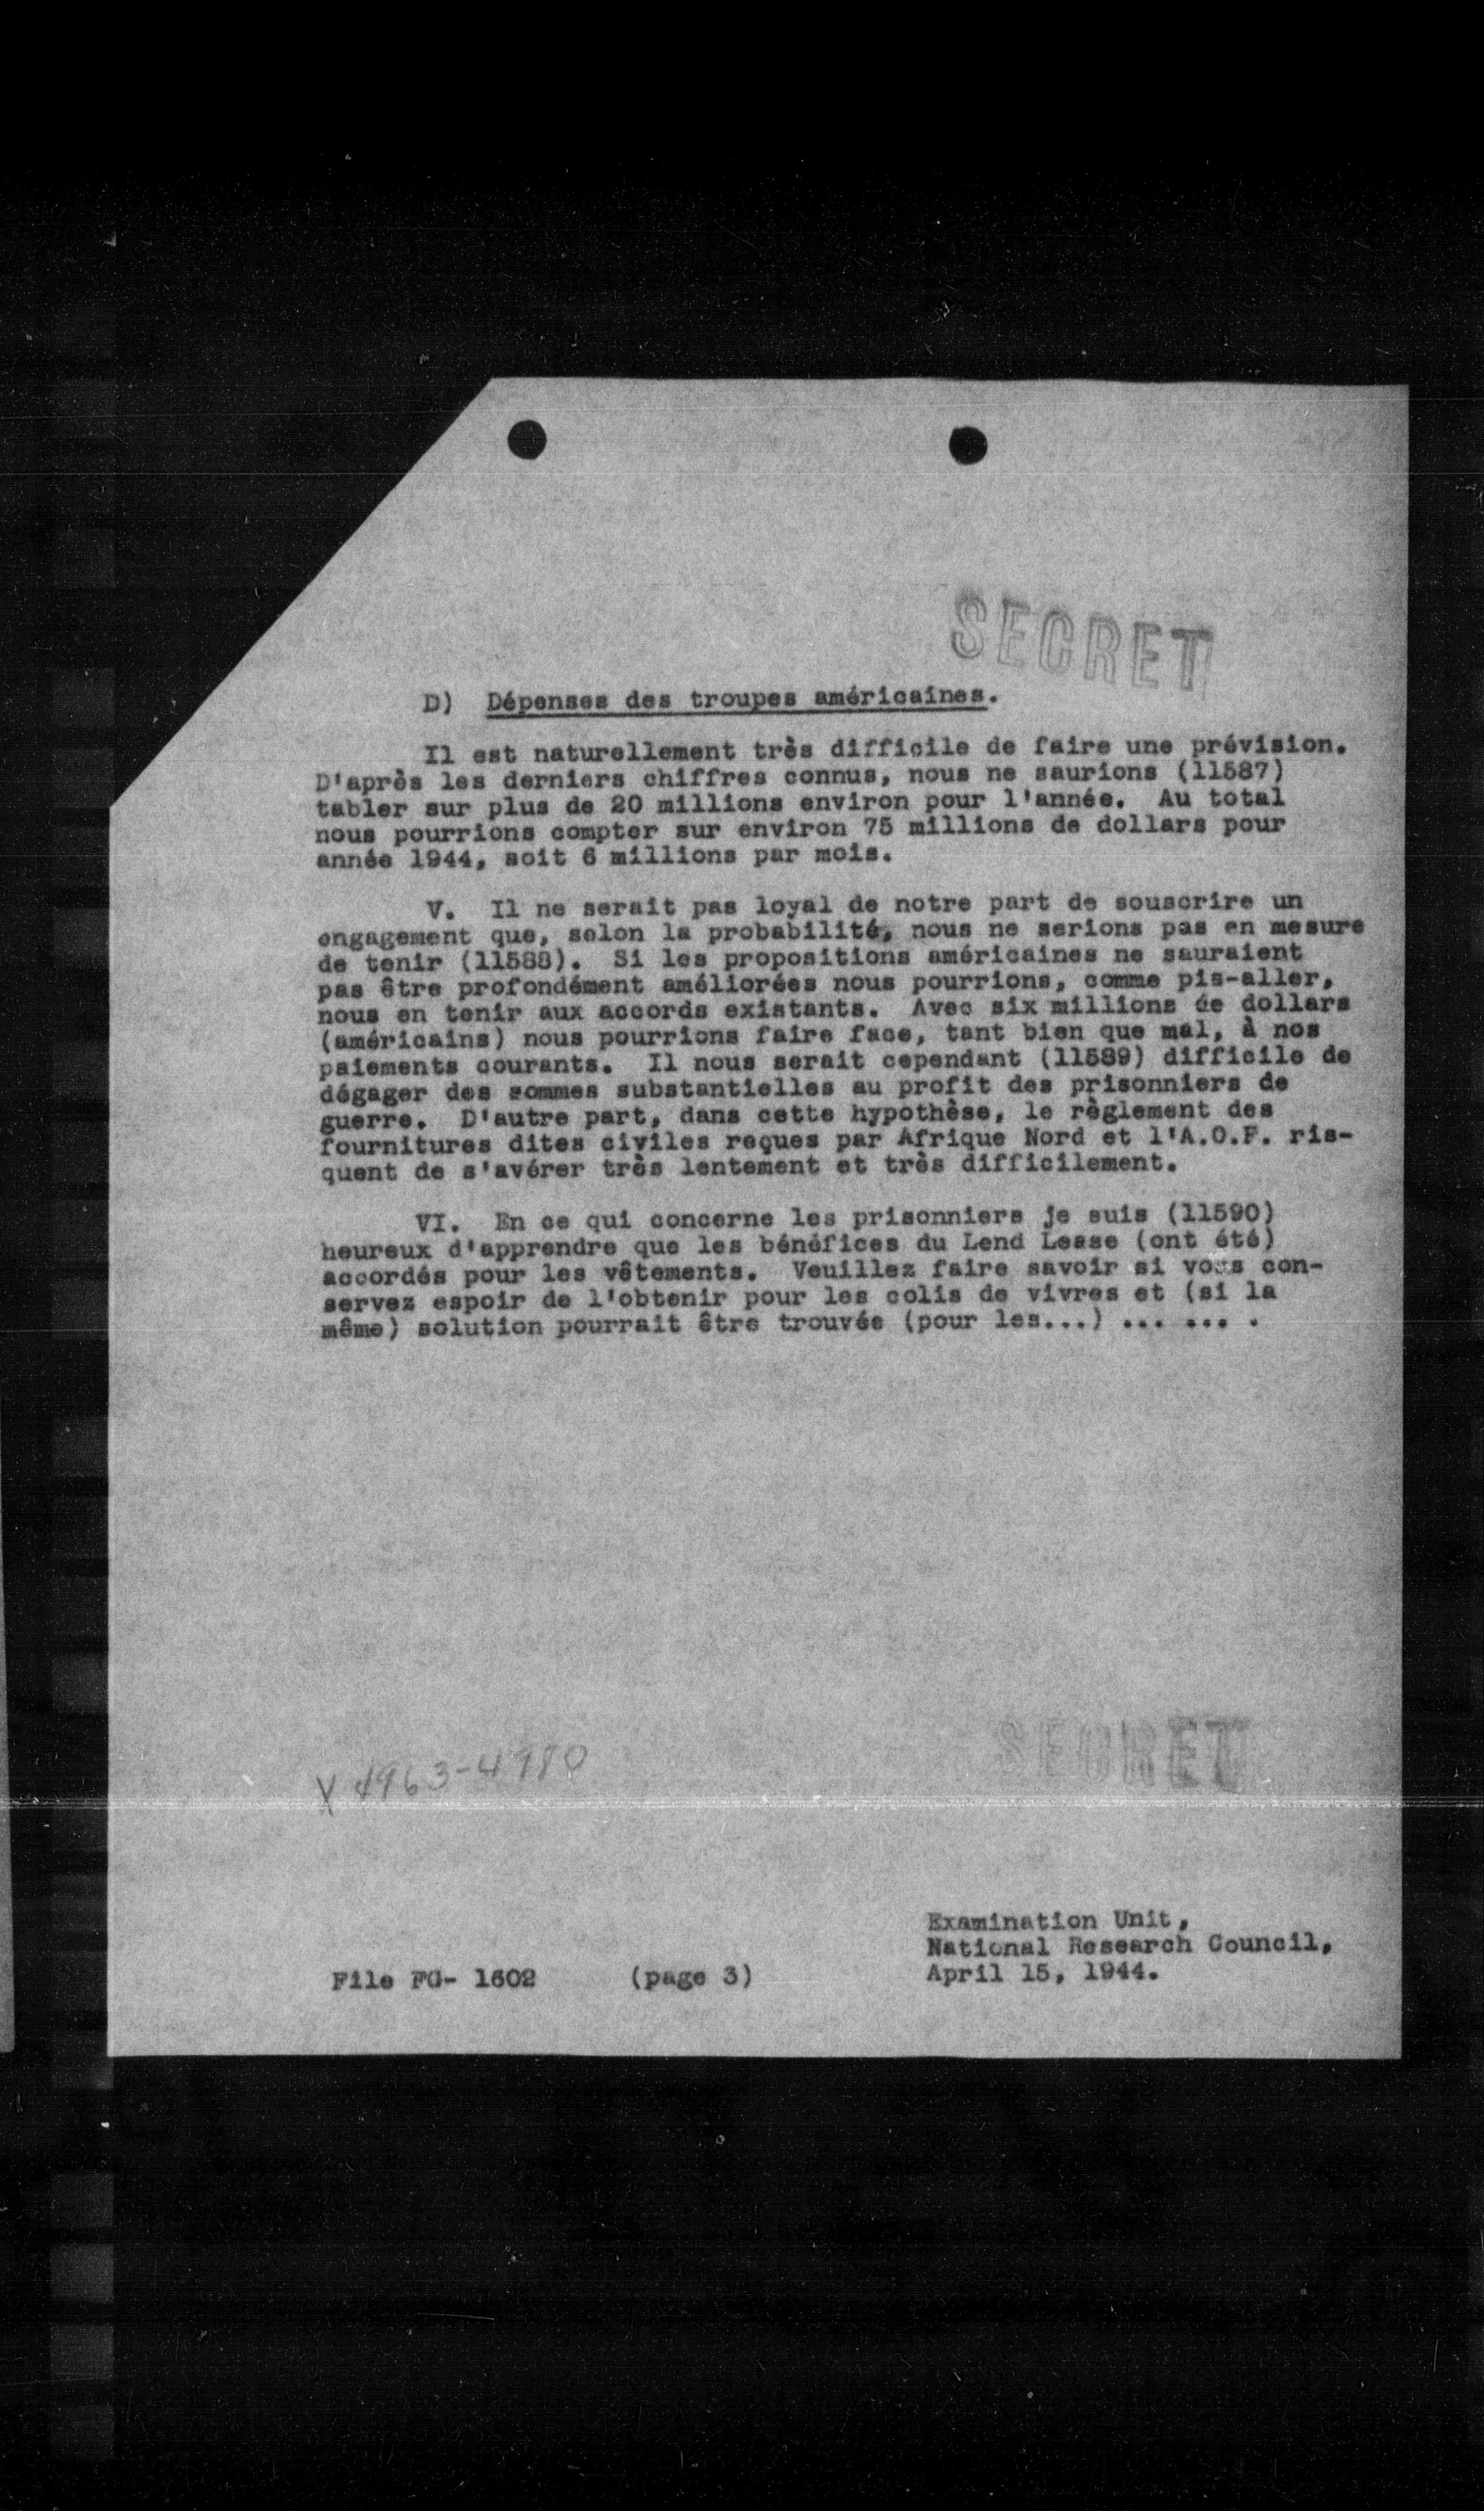 SECRET
D) Dépenses des troupes américaines.
Il est naturellement très difficile de faire une prévision.
D'après les derniers chiffres connus, nous ne saurions (11587)
tabler sur plus de 20 millions environ pour l'année. Au total
nous pourrions compter sur environ 75 millions de dollars pour
année 1944, soit 6 millions par mois.
V. Il ne serait pas loyal de notre part de souscrire un
engagement que, selon la probabilité, nous ne serions pas en mesure
de tenir (11588). Si les propositions américaines ne sauraient
pas être profondément améliorées nous pourrions, comme pis-aller,
nous en tenir aux accords existants. Avec six millions de dollars
(américains) nous pourrions faire face, tant bien que mal, à nos
paiements courants. Il nous serait cependant (11589) difficile de
dégager des sommes substantielles au profit des prisonniers de
guerre. D'autre part, dans cette hypothèse, le règlement des
fournitures dites civiles reçues par Afrique Nord et l'A.O.F. ris-
quent de s'avérer très lentement et très difficilement.
VI. En ce qui concerne les prisonniers je suis (11590)
heureux d'apprendre que les bénéfices du Lend Lease (ont été)
accordés pour les vêtements. Veuillez faire savoir si vous con-
servez espoir de l'obtenir pour les colis de vivres et (si la
même) solution pourrait être trouvée (pour les...) ... ... .
SECRET
X 4963-4980
Examination Unit,
National Research Council,
April 15, 1944.
File FG- 1602 (page 3)